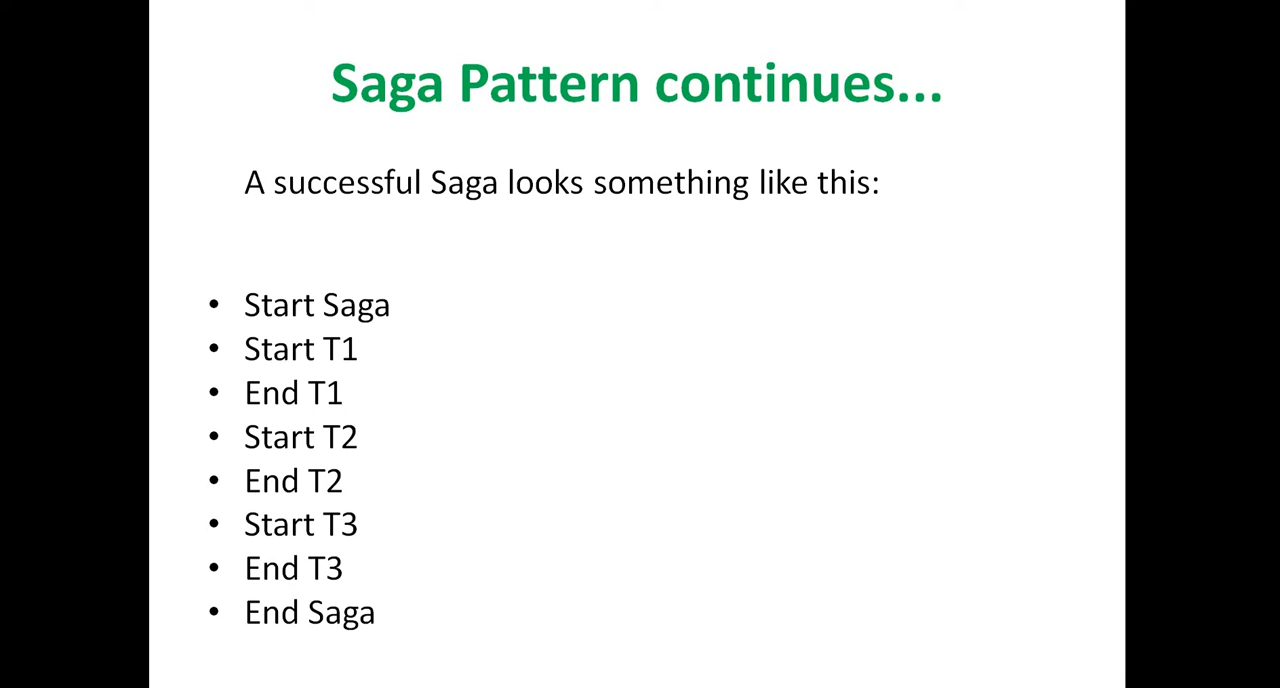 Saga Pattern continues...
A successful Saga looks something like this:
• Start Saga
• Start T1
• End T1
• Start T2
• End T2
• Start T3
• End T3
• End Saga